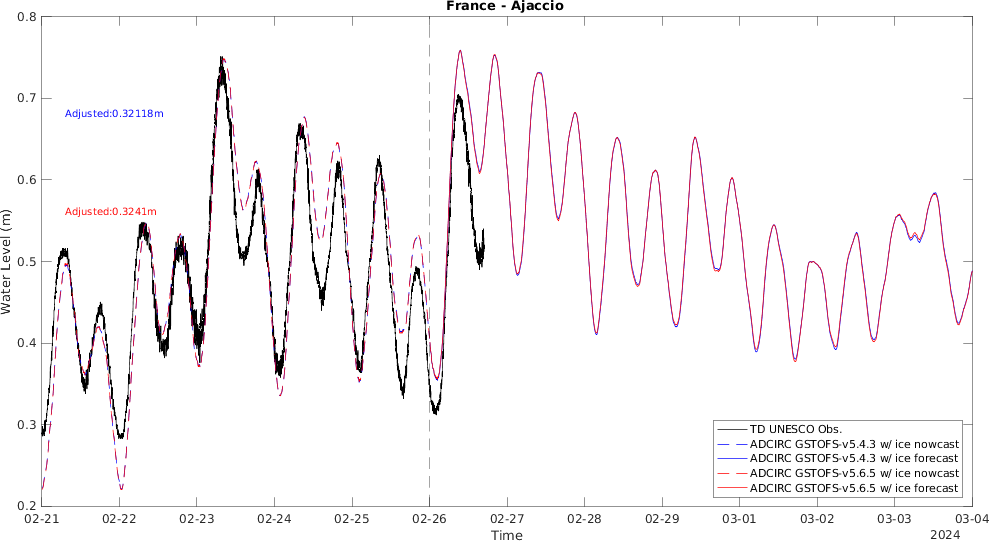 France - Ajaccio
0.8
0.7
0.6
0.5
0.4
0.3
0.2
Water Level (m)
Adjusted:0.32118m
Adjusted:0.3241m
TD UNESCO Obs.
ADCIRC GSTOFS-v5.4.3 w/ ice nowcast
ADCIRC GSTOFS-v5.4.3 w/ ice forecast
ADCIRC GSTOFS-v5.6.5 w/ ice nowcast
ADCIRC GSTOFS-v5.6.5 w/ ice forecast
02-21 02-22 02-23 02-24 02-25 02-26 02-27 02-28 02-29 03-01 03-02 03-03 03-04
Time
2024